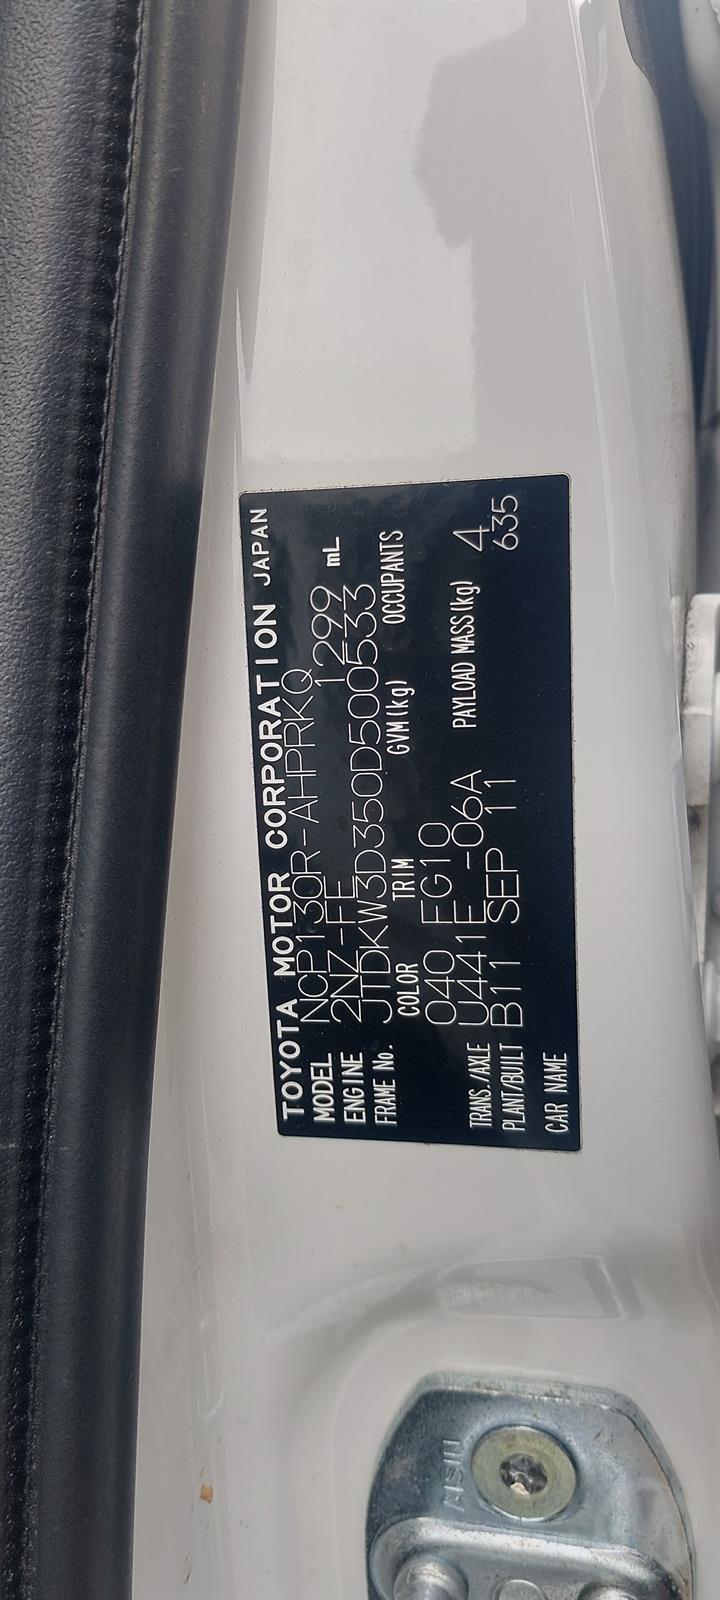 TOYOTA MOTOR CORPORATION JAPAN
MODEL NCP130R-AHPRKQ
ENGINE 2NZ-FE 1299 mL
FRAME No. JTDKW3D350D500533
COLOR TRIM GVM(kg) OCCUPANTS
040 FG10 4
TRANS./AXLE U441E -06A PAYLOAD MASS(kg) 635
PLANT/BUILT B11 SEP 11
CAR NAME
AISIN